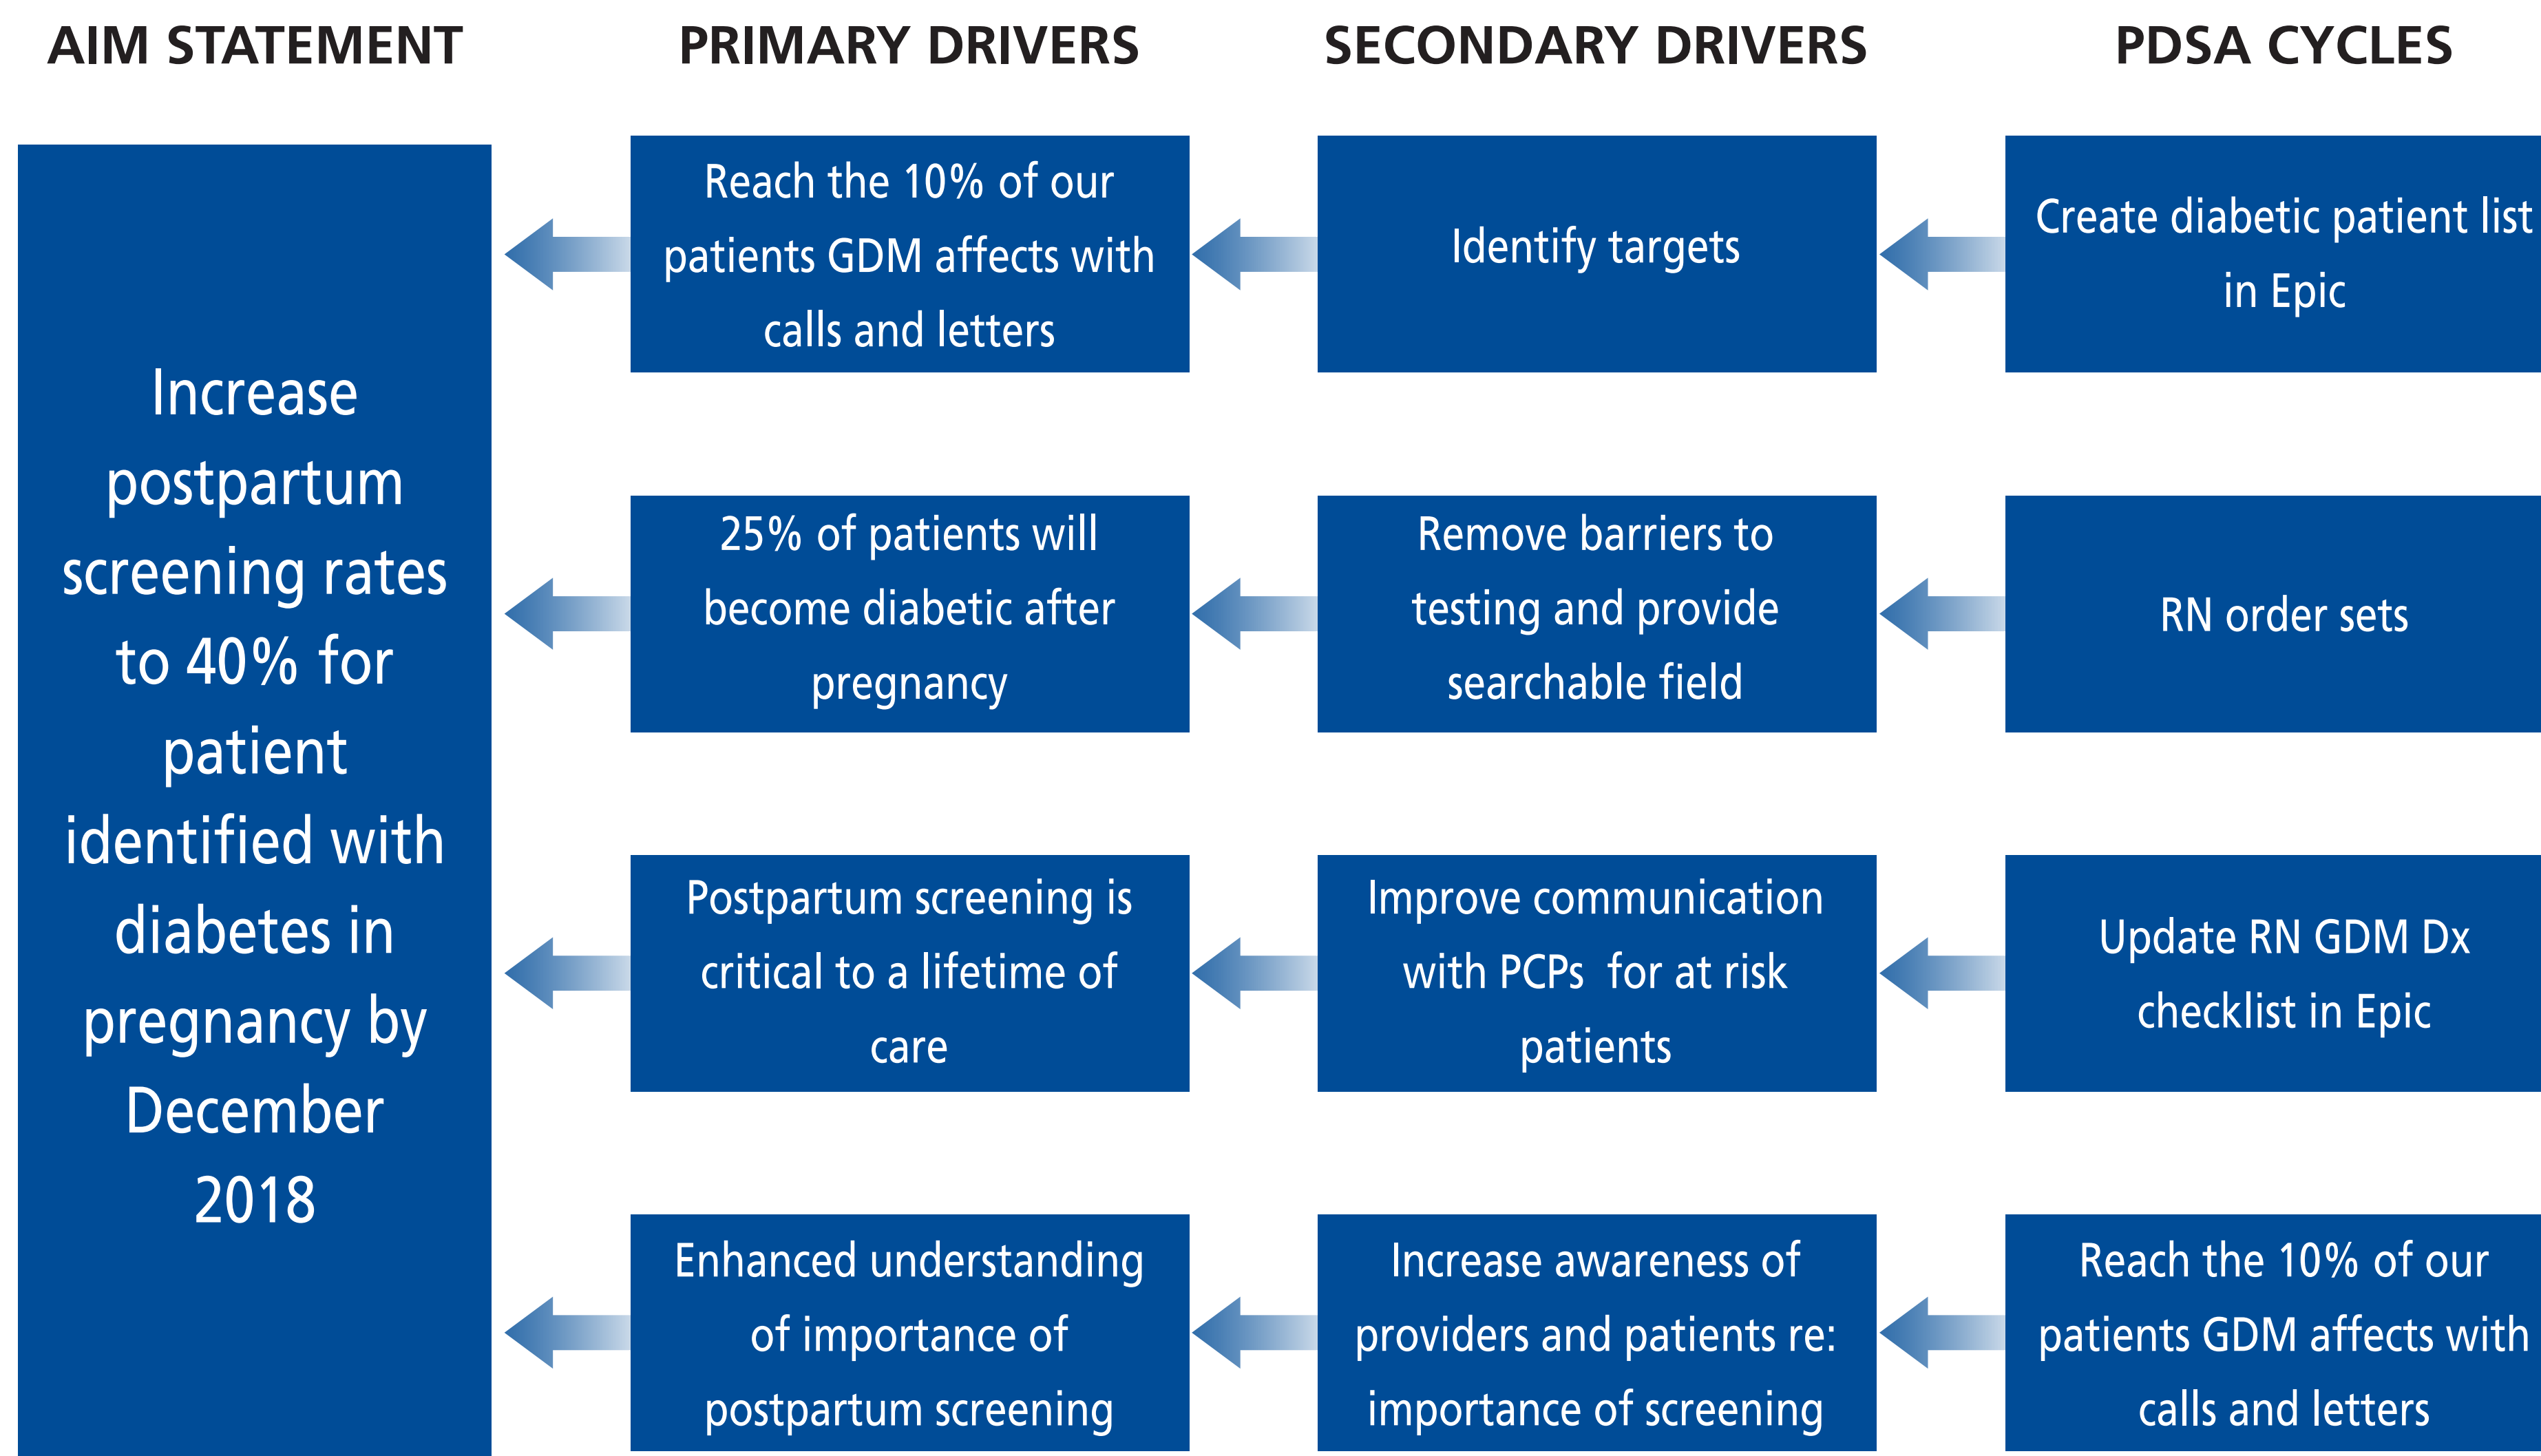 AIM STATEMENT
PRIMARY DRIVERS
SECONDARY DRIVERS
PDSA CYCLES
Increase
postpartum
screening rates
to 40% for
patient
identified with
diabetes in
pregnancy by
December
2018
Reach the 10% of our
patients GDM affects with
calls and letters
Identify targets
Create diabetic patient list
in Epic
25% of patients will
become diabetic after
pregnancy
Remove barriers to
testing and provide
searchable field
RN order sets
Postpartum screening is
critical to a lifetime of
care
Improve communication
with PCPs  for at risk
patients
Update RN GDM Dx
checklist in Epic
Enhanced understanding
of importance of
postpartum screening
Increase awareness of
providers and patients re:
importance of screening
Reach the 10% of our
patients GDM affects with
calls and letters